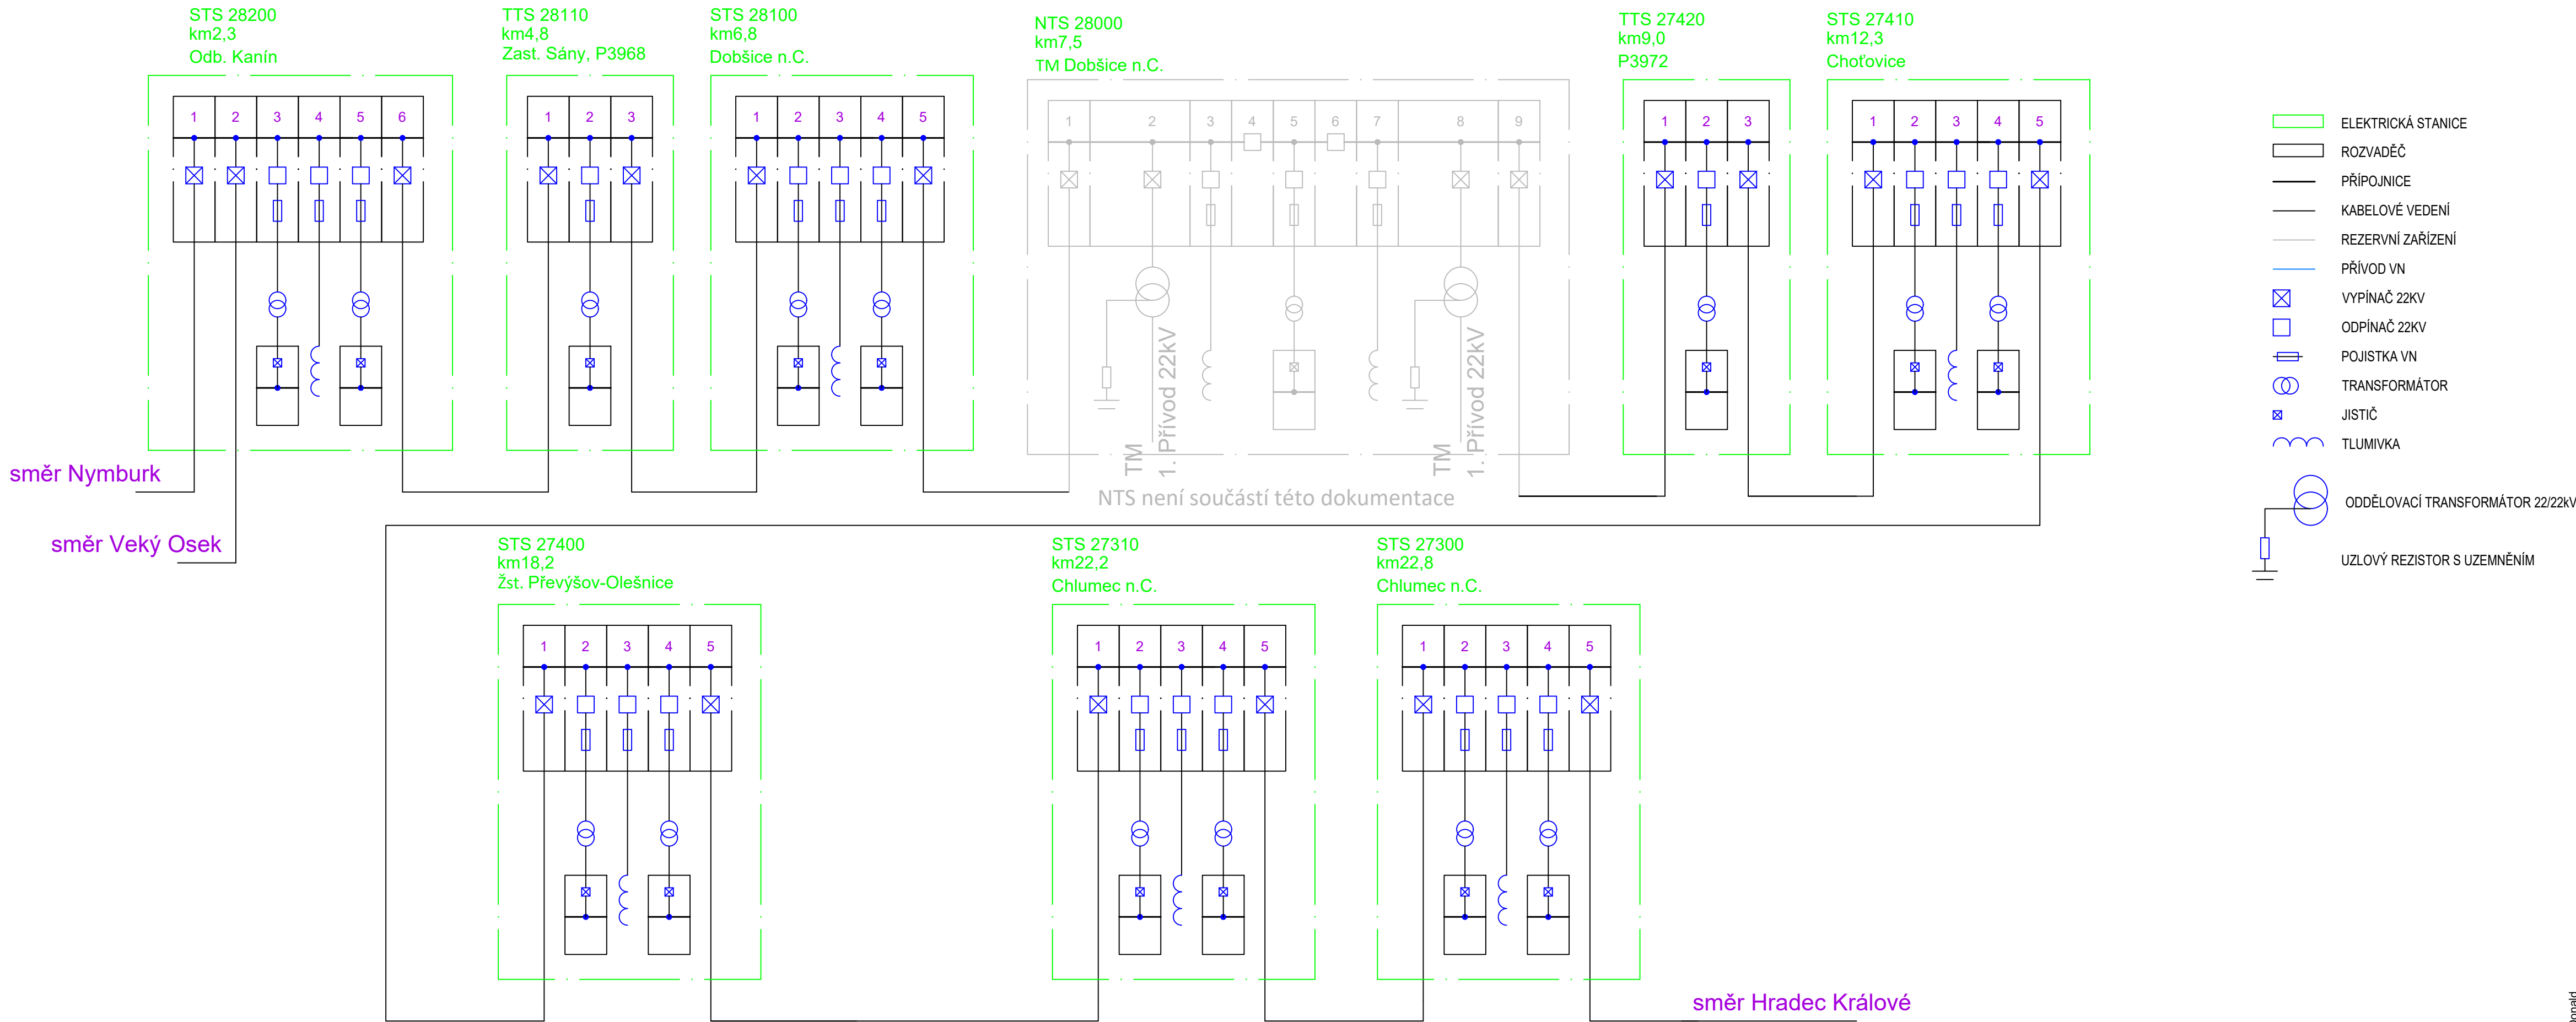 STS 28200
km2,3
Odb. Kanín
TTS 28110
km4,8
Zast. Sány, P3968
STS 28100
km6,8
Dobšice n.C.
NTS 28000
km7,5
TM Dobšice n.C.
TTS 27420
km9,0
P3972
STS 27410
km12,3
Choťovice
1 2 3 4 5 6
1 2 3
1 2 3 4 5
1 2 3 4 5 6 7 8 9
1 2 3
1 2 3 4 5
TM
1. Přívod 22kV
TM
1. Přívod 22kV
NTS není součástí této dokumentace
směr Nymburk
směr Veký Osek
STS 27400
km18,2
Žst. Převýšov-Olešnice
STS 27310
km22,2
Chlumec n.C.
STS 27300
km22,8
Chlumec n.C.
1 2 3 4 5
1 2 3 4 5
1 2 3 4 5
směr Hradec Králové
ELEKTRICKÁ STANICE
ROZVADĚČ
PŘÍPOJNICE
KABELOVÉ VEDENÍ
REZERVNÍ ZAŘÍZENÍ
PŘÍVOD VN
VYPÍNAČ 22KV
ODPÍNAČ 22KV
POJISTKA VN
TRANSFORMÁTOR
JISTIČ
TLUMIVKA
ODDĚLOVACÍ TRANSFORMÁTOR 22/22kV
UZLOVÝ REZISTOR S UZEMNĚNÍM